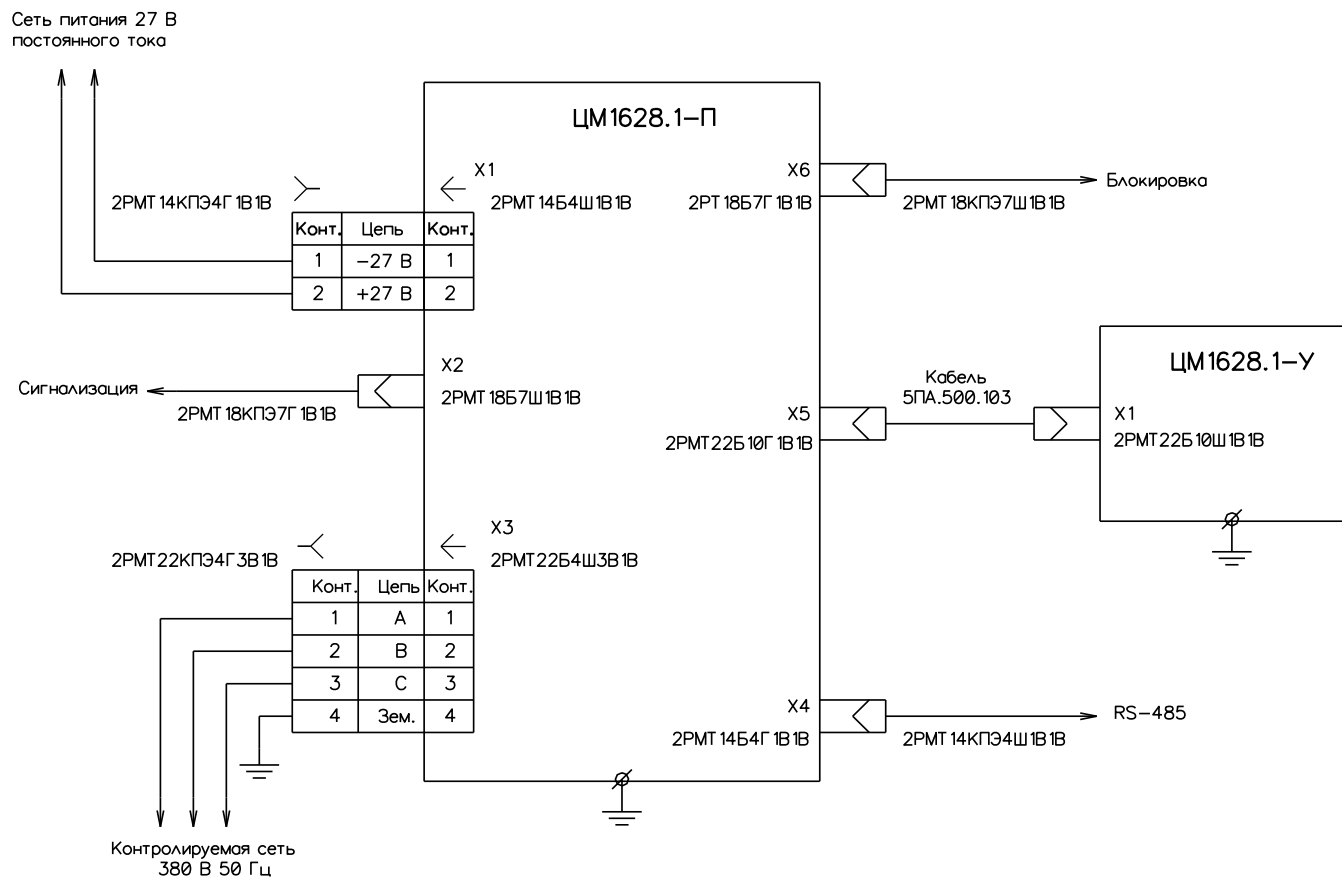 Сеть питания 27 В
постоянного тока
ЦМ1628.1–П
X1
2РМТ14КПЭ4Г1В1В
2РМТ14Б4Ш1В1В
Конт. Цепь Конт.
1 –27 В 1
2 +27 В 2
X6
2РТ18Б7Г1В1В
2РМТ18КПЭ7Ш1В1В
Блокировка
X2
Сигнализация
2РМТ18КПЭ7Г1В1В
2РМТ18Б7Ш1В1В
ЦМ1628.1–У
Кабель
5ПА.500.103
X5
2РМТ22Б10Г1В1В
X1
2РМТ22Б10Ш1В1В
X3
2РМТ22КПЭ4Г3В1В
2РМТ22Б4Ш3В1В
Конт. Цепь Конт.
1 A 1
2 B 2
3 C 3
4 Зем. 4
X4
2РМТ14Б4Г1В1В
2РМТ14КПЭ4Ш1В1В
RS–485
Контролируемая сеть
380 В 50 Гц